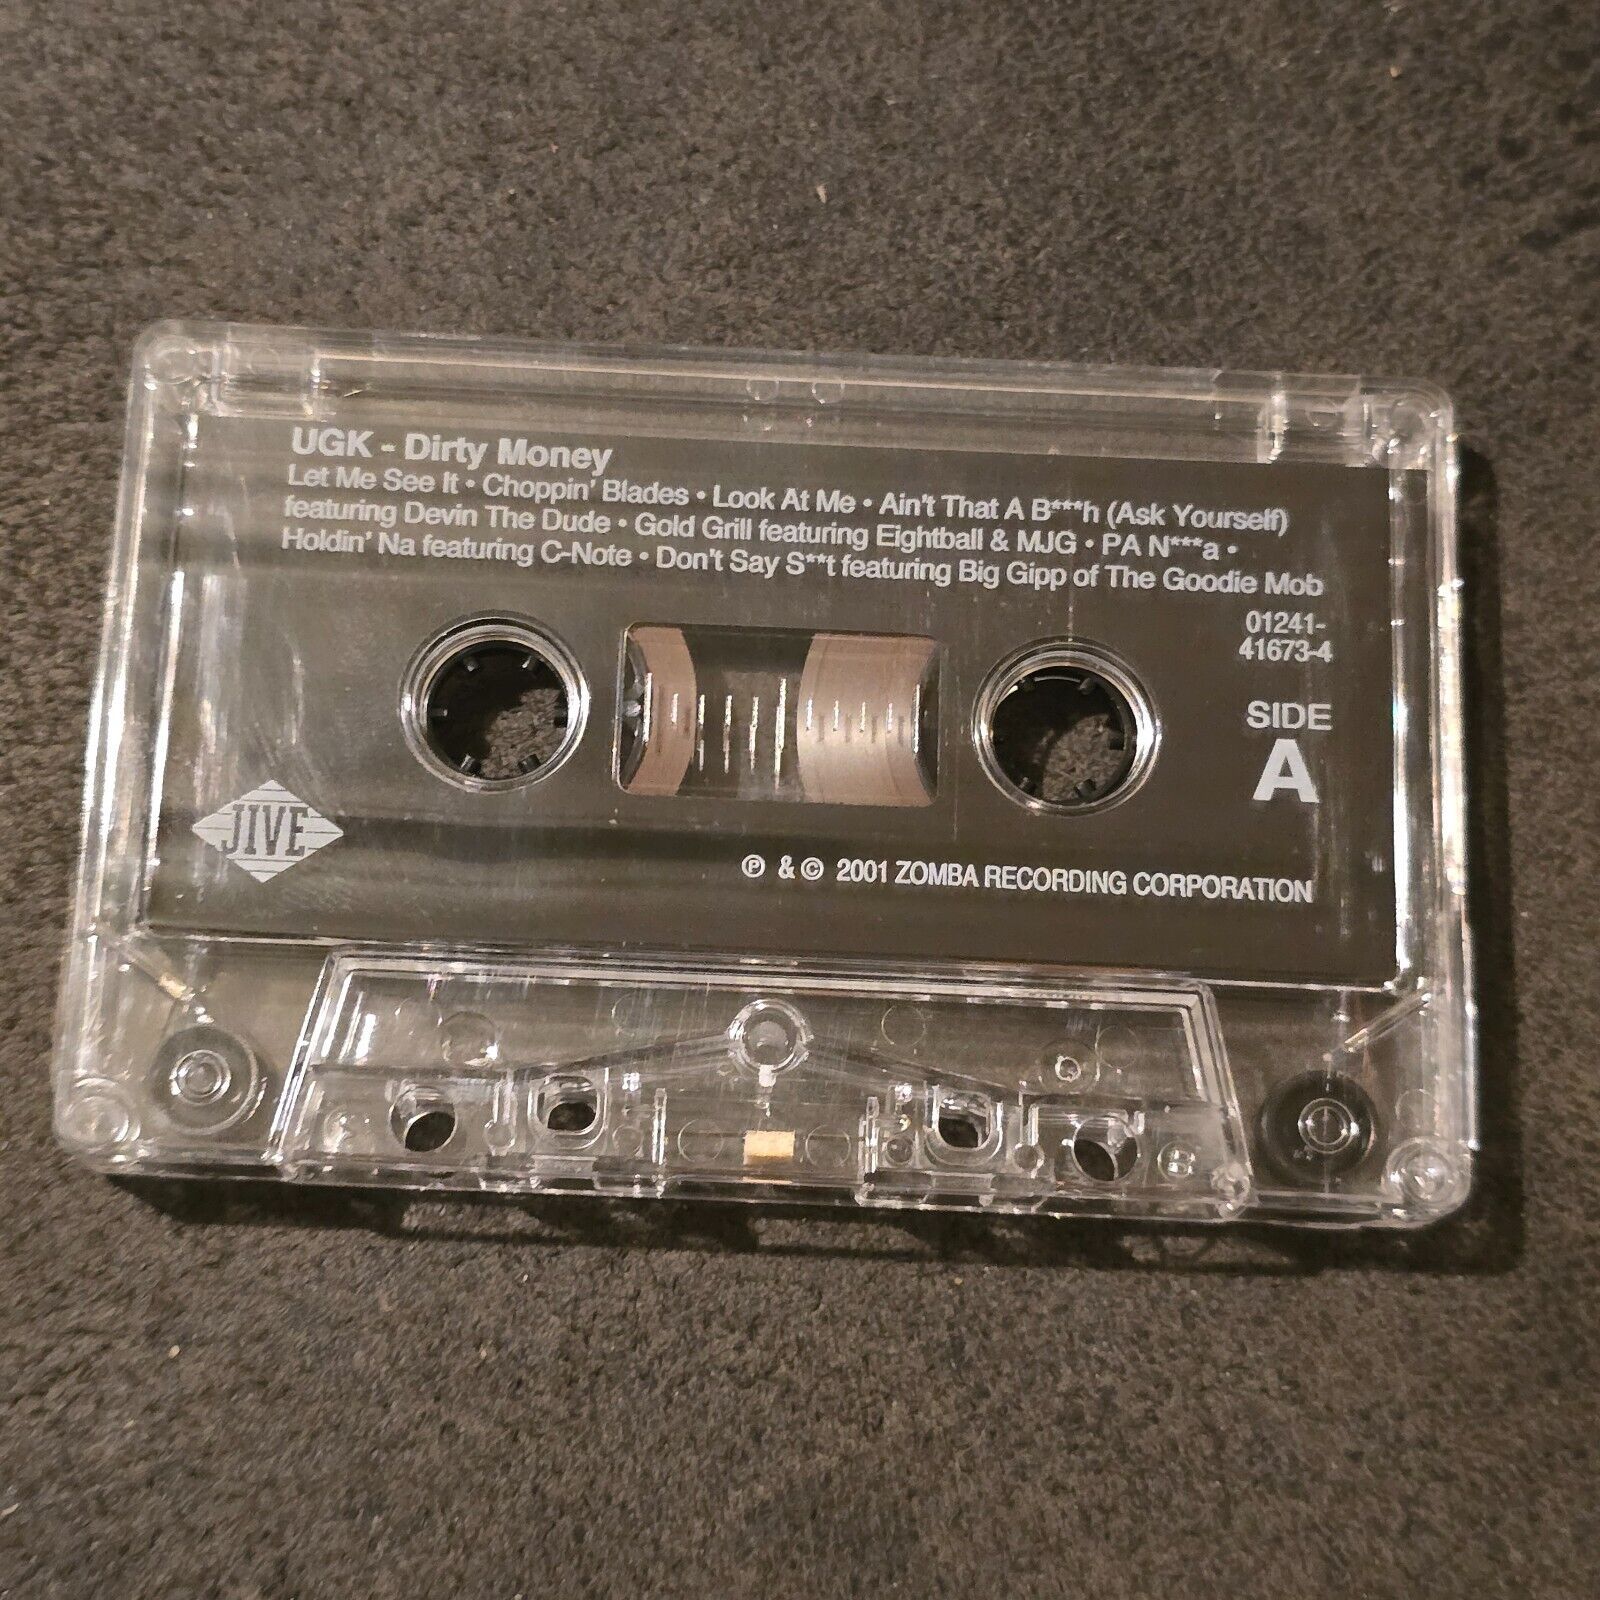 UGK - Dirty Money
Let Me See It • Choppin' Blades • Look At Me • Ain't That A B***h (Ask Yourself)
featuring Devin The Dude • Gold Grill featuring Eightball & MJG • PA N***a •
Holdin' Na featuring C-Note • Don't Say S**t featuring Big Gipp of The Goodie Mob
01241-
41673-4
SIDE
A
JIVE
℗ & © 2001 ZOMBA RECORDING CORPORATION